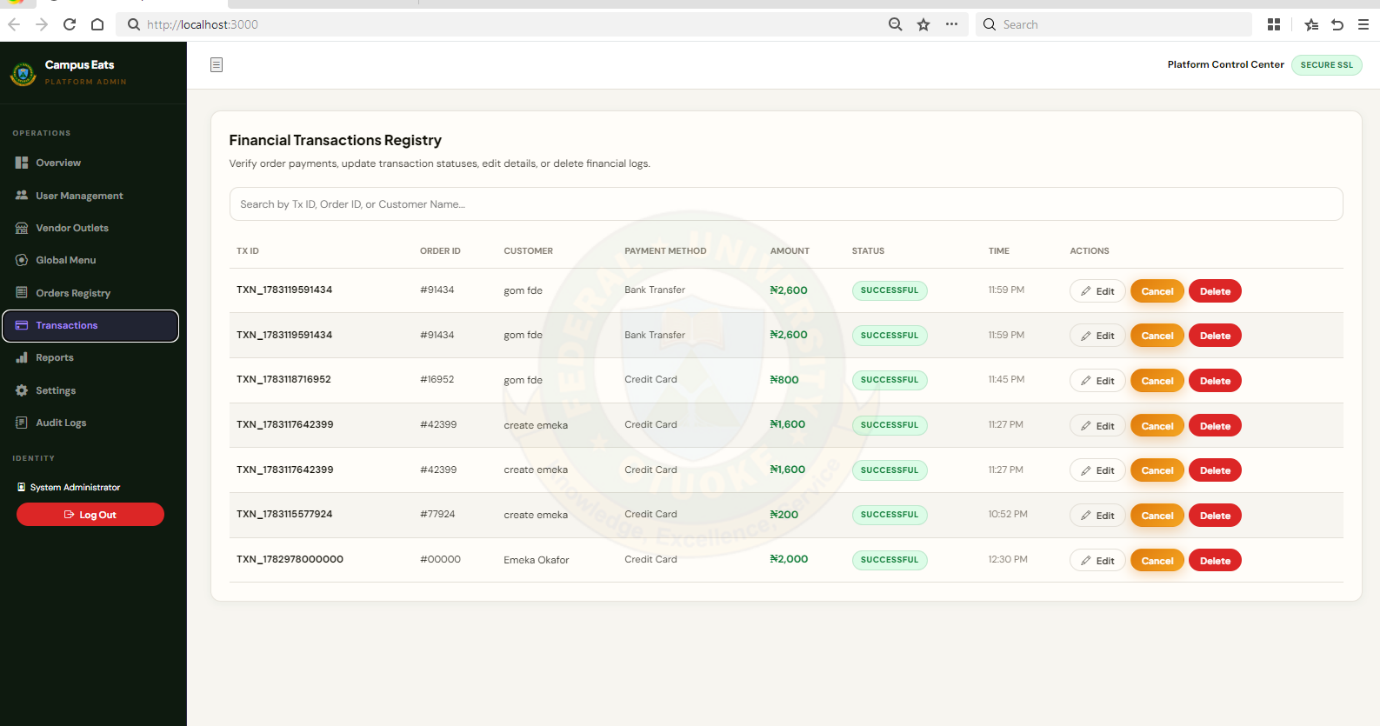 http://localhost:3000
Search
Campus Eats
PLATFORM ADMIN
Platform Control Center
SECURE SSL
OPERATIONS
Overview
User Management
Vendor Outlets
Global Menu
Orders Registry
Transactions
Reports
Settings
Audit Logs
IDENTITY
System Administrator
Log Out
Financial Transactions Registry
Verify order payments, update transaction statuses, edit details, or delete financial logs.
Search by Tx ID, Order ID, or Customer Name...
TX ID ORDER ID CUSTOMER PAYMENT METHOD AMOUNT STATUS TIME ACTIONS
TXN_1783119591434 #91434 gom fde Bank Transfer ₦2,600 SUCCESSFUL 11:59 PM Edit Cancel Delete
TXN_1783119591434 #91434 gom fde Bank Transfer ₦2,600 SUCCESSFUL 11:59 PM Edit Cancel Delete
TXN_1783118716952 #16952 gom fde Credit Card ₦800 SUCCESSFUL 11:45 PM Edit Cancel Delete
TXN_1783117642399 #42399 create emeka Credit Card ₦1,600 SUCCESSFUL 11:27 PM Edit Cancel Delete
TXN_1783117642399 #42399 create emeka Credit Card ₦1,600 SUCCESSFUL 11:27 PM Edit Cancel Delete
TXN_1783115577924 #77924 create emeka Credit Card ₦200 SUCCESSFUL 10:52 PM Edit Cancel Delete
TXN_1782978000000 #00000 Emeka Okafor Credit Card ₦2,000 SUCCESSFUL 12:30 PM Edit Cancel Delete
FEDERAL UNIVERSITY
OTUOKE
Knowledge, Excellence, Service